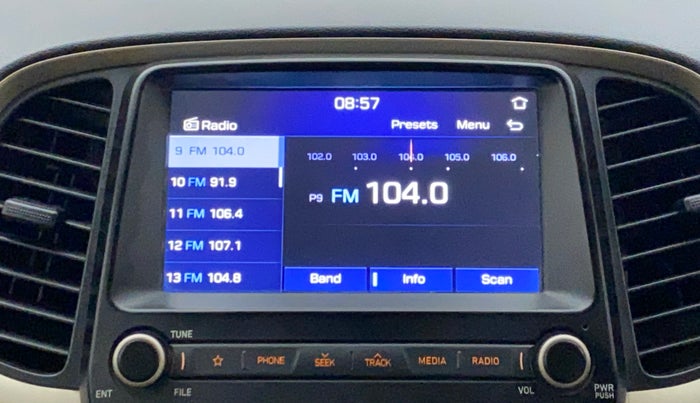 08:57
Radio Presets Menu
9 FM 104.0
10 FM 91.9
11 FM 106.4
12 FM 107.1
13 FM 104.8
102.0 103.0 104.0 105.0 106.0
P9 FM 104.0
Band Info Scan
TUNE
PHONE SEEK TRACK MEDIA RADIO
ENT FILE VOL PWR
PUSH